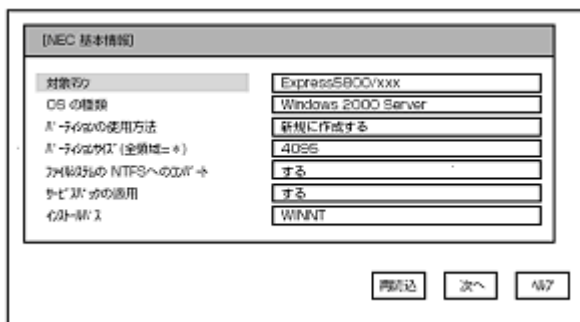 [NEC 基本情報]
対象ﾏｼﾝ Express5800/xxx
OS の種類 Windows 2000 Server
ﾊﾟｰﾃｨｼｮﾝの使用方法 新規に作成する
ﾊﾟｰﾃｨｼｮﾝｻｲｽﾞ(全領域=*) 4095
ﾌｧｲﾙｼｽﾃﾑの NTFSへのｺﾝﾊﾞｰﾄ する
ｻｰﾋﾞｽﾊﾟｯｸの適用 する
ｲﾝｽﾄｰﾙﾊﾟｽ WINNT
再読込 次へ ﾍﾙﾌﾟ